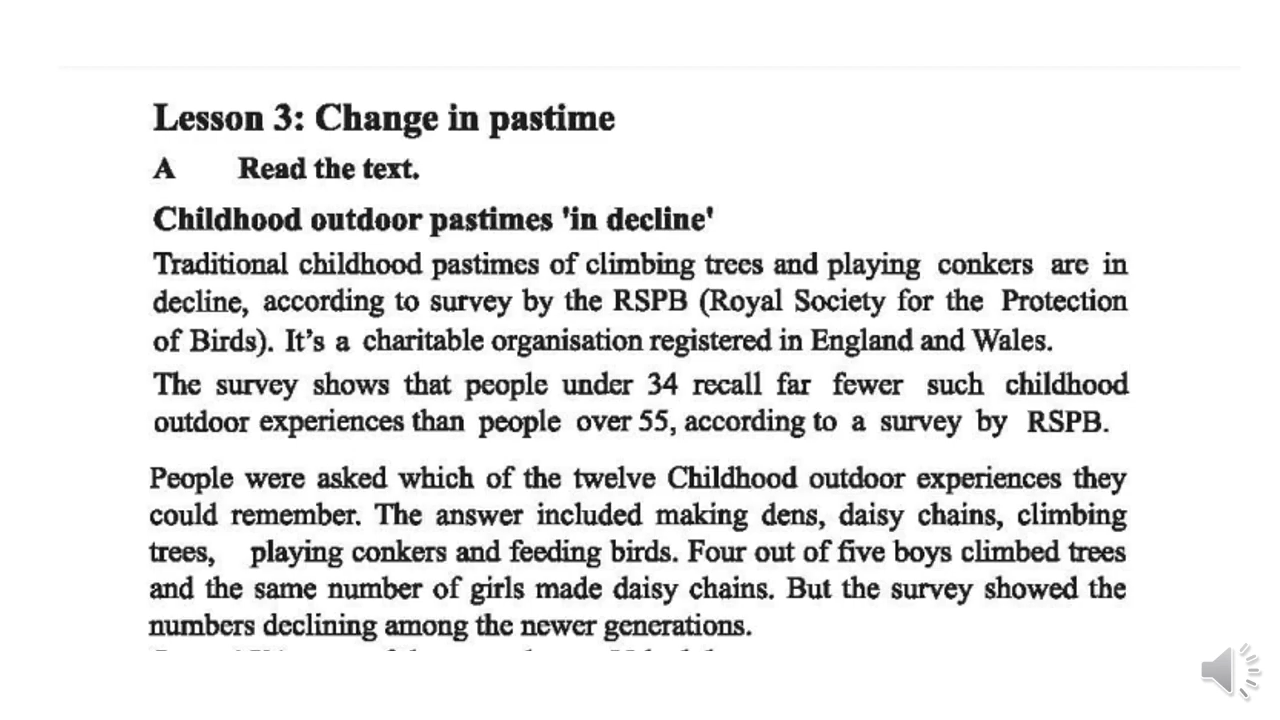 Lesson 3: Change in pastime
A Read the text.
Childhood outdoor pastimes 'in decline'
Traditional childhood pastimes of climbing trees and playing conkers are in
decline, according to survey by the RSPB (Royal Society for the Protection
of Birds). It's a charitable organisation registered in England and Wales.
The survey shows that people under 34 recall far fewer such childhood
outdoor experiences than people over 55, according to a survey by RSPB.
People were asked which of the twelve Childhood outdoor experiences they
could remember. The answer included making dens, daisy chains, climbing
trees, playing conkers and feeding birds. Four out of five boys climbed trees
and the same number of girls made daisy chains. But the survey showed the
numbers declining among the newer generations.